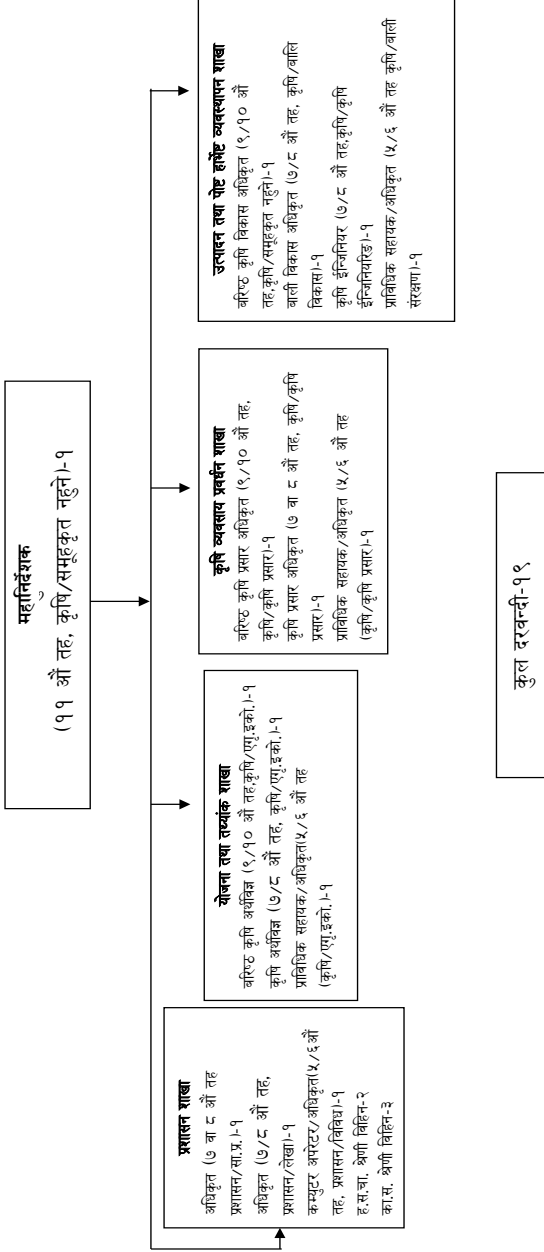 महानिर्देशक
(११ औं तह, कृषि/समूहकृत नहुने)-१
प्रशासन शाखा
अधिकृत (७ वा ८ औं तह
प्रशासन/सा.प्र.)-१
अधिकृत (७/८ औं तह,
प्रशासन/लेखा)-१
कम्प्युटर अपरेटर/अधिकृत(५/६औं
तह, प्रशासन/विविध)-१
ह.स.चा. श्रेणी विहिन-२
का.स. श्रेणी विहिन-३
योजना तथा तथ्यांक शाखा
बरिष्ठ कृषि अर्थविज्ञ (९/१० औं तह,कृषि/एगृ.इको.)-१
कृषि अर्थविज्ञ (७/८ औं तह, कृषि/एगृ.इको.)-१
प्राविधिक सहायक/अधिकृत(५/६ औं तह
(कृषि/एगृ.इको.)-१
कृषि व्यवसाय प्रवर्धन शाखा
बरिष्ठ कृषि प्रसार अधिकृत (९/१० औं तह,
कृषि/कृषि प्रसार)-१
कृषि प्रसार अधिकृत (७ वा ८ औं तह, कृषि/कृषि
प्रसार)-१
प्राविधिक सहायक/अधिकृत (५/६ औं तह
(कृषि/कृषि प्रसार)-१
उत्पादन तथा पोष्ट हार्भेष्ट व्यवस्थापन शाखा
बरिष्ठ कृषि विकास अधिकृत (९/१० औं
तह,कृषि/समूहकृत नहुने)-१
बाली विकास अधिकृत (७/८ औं तह, कृषि/बालि
विकास)-१
कृषि ईन्जिनियर (७/८ औं तह,कृषि/कृषि
ईन्जिनियरिङ)-१
प्राविधिक सहायक/अधिकृत (५/६ औं तह कृषि/बाली
संरक्षण)-१
कुल दरवन्दी-१९